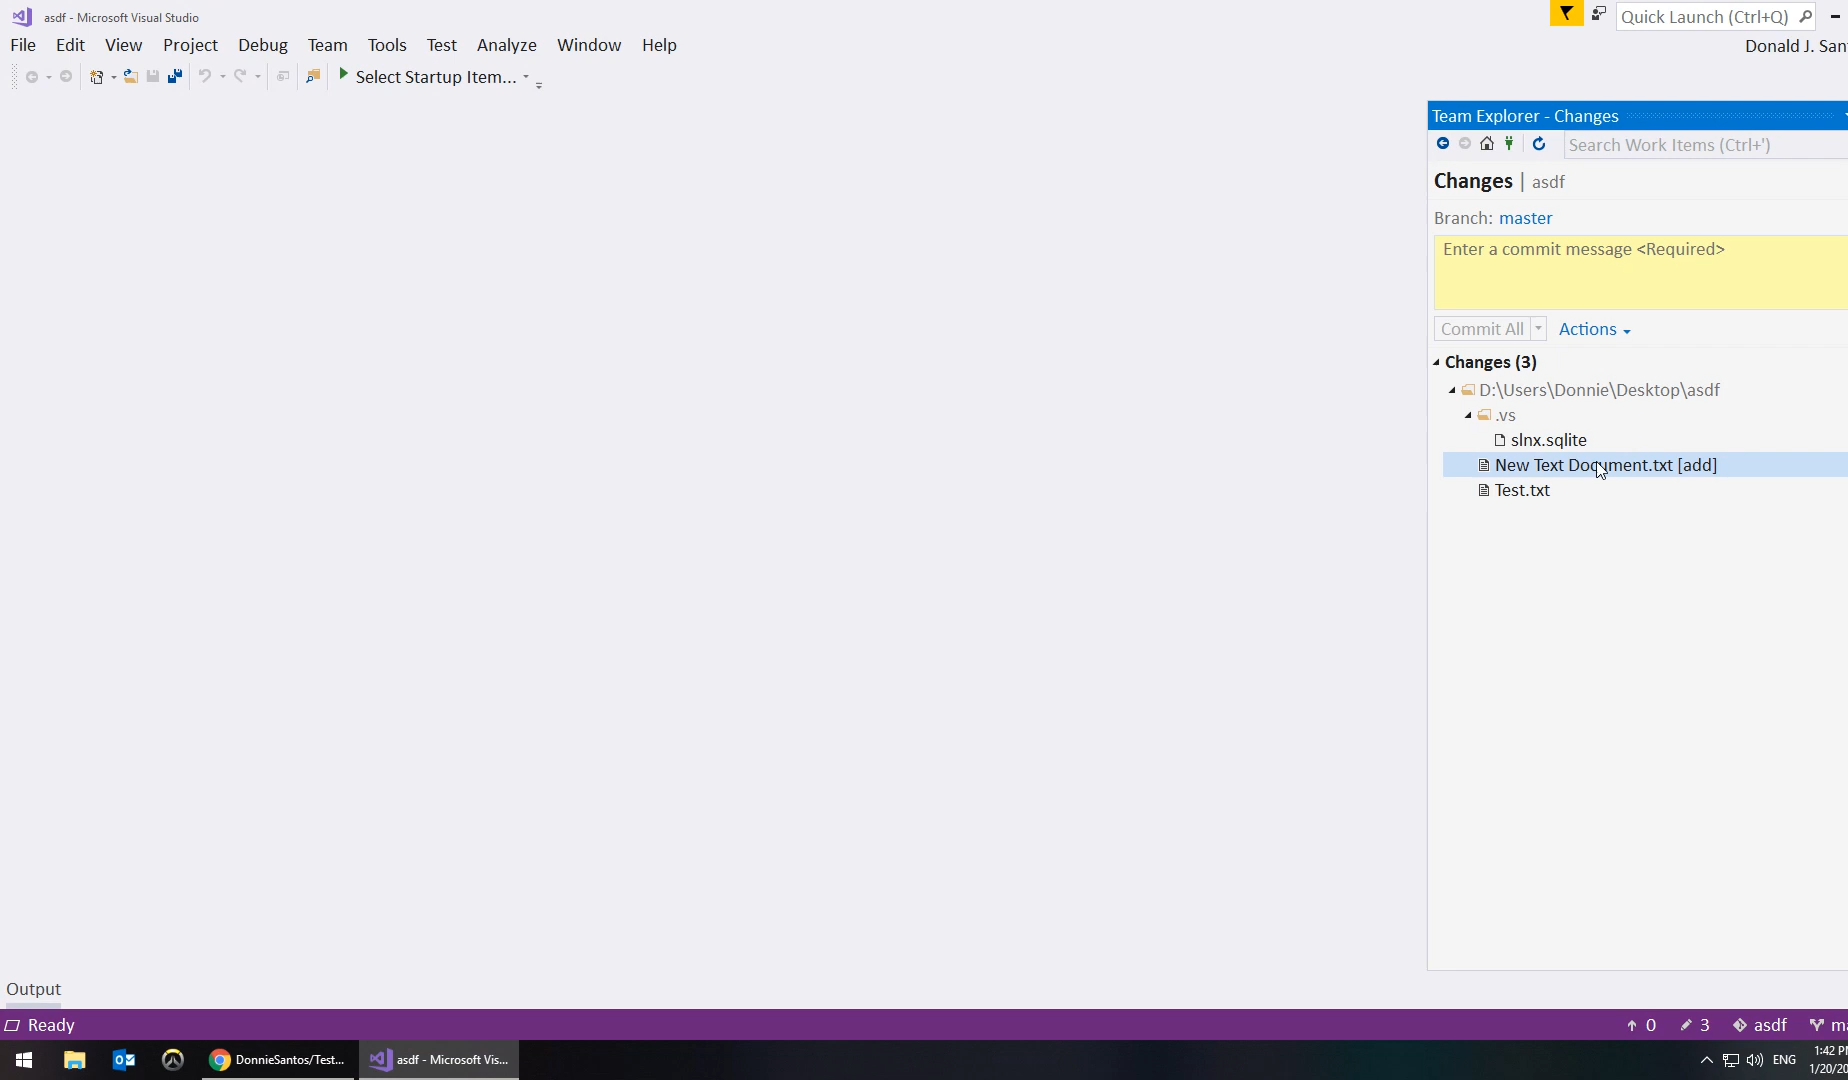 asdf - Microsoft Visual Studio
Quick Launch (Ctrl+Q)
File Edit View Project Debug Team Tools Test Analyze Window Help
Donald J.
Select Startup Item...
Team Explorer - Changes
Search Work Items (Ctrl+')
Changes | asdf
Branch: master
Enter a commit message <Required>
Commit All Actions
Changes (3)
D:\Users\Donnie\Desktop\asdf
.vs
slnx.sqlite
New Text Document.txt [add]
Test.txt
Output
Ready
0 3 asdf
DonnieSantos/Test...
asdf - Microsoft Vis...
ENG
1:42